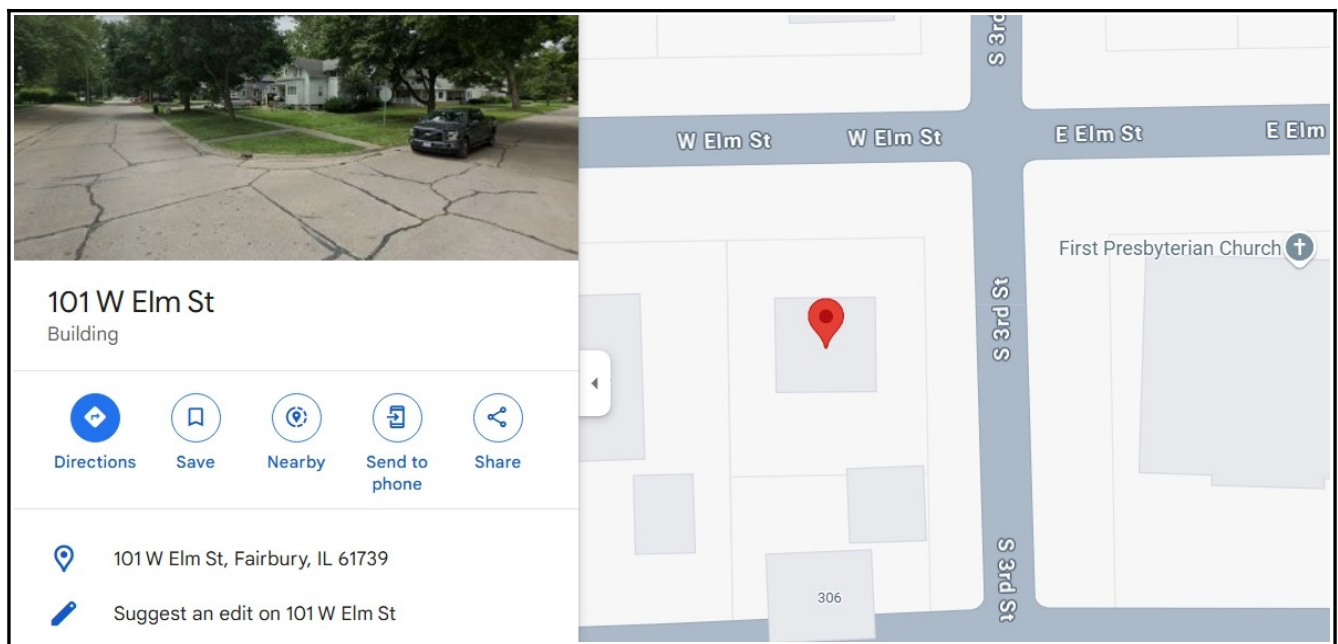 101 W Elm St
Building
Directions
Save
Nearby
Send to
phone
Share
101 W Elm St, Fairbury, IL 61739
Suggest an edit on 101 W Elm St
S 3rd
W Elm St
W Elm St
E Elm St
E Elm
First Presbyterian Church
S 3rd St
S 3rd St
306